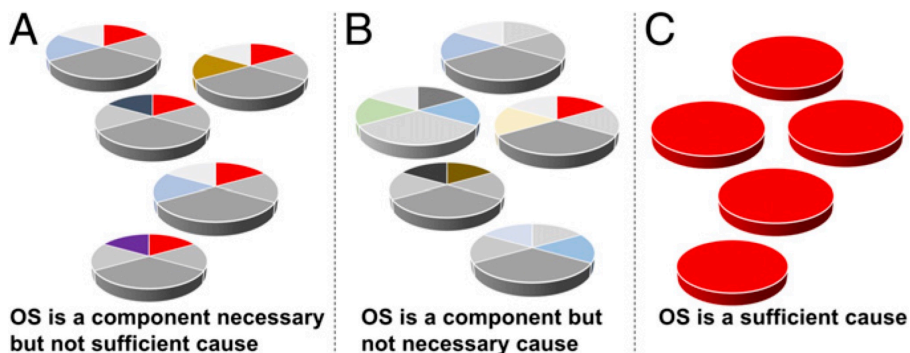 A
B
C
OS is a component necessary
but not sufficient cause
OS is a component but
not necessary cause
OS is a sufficient cause